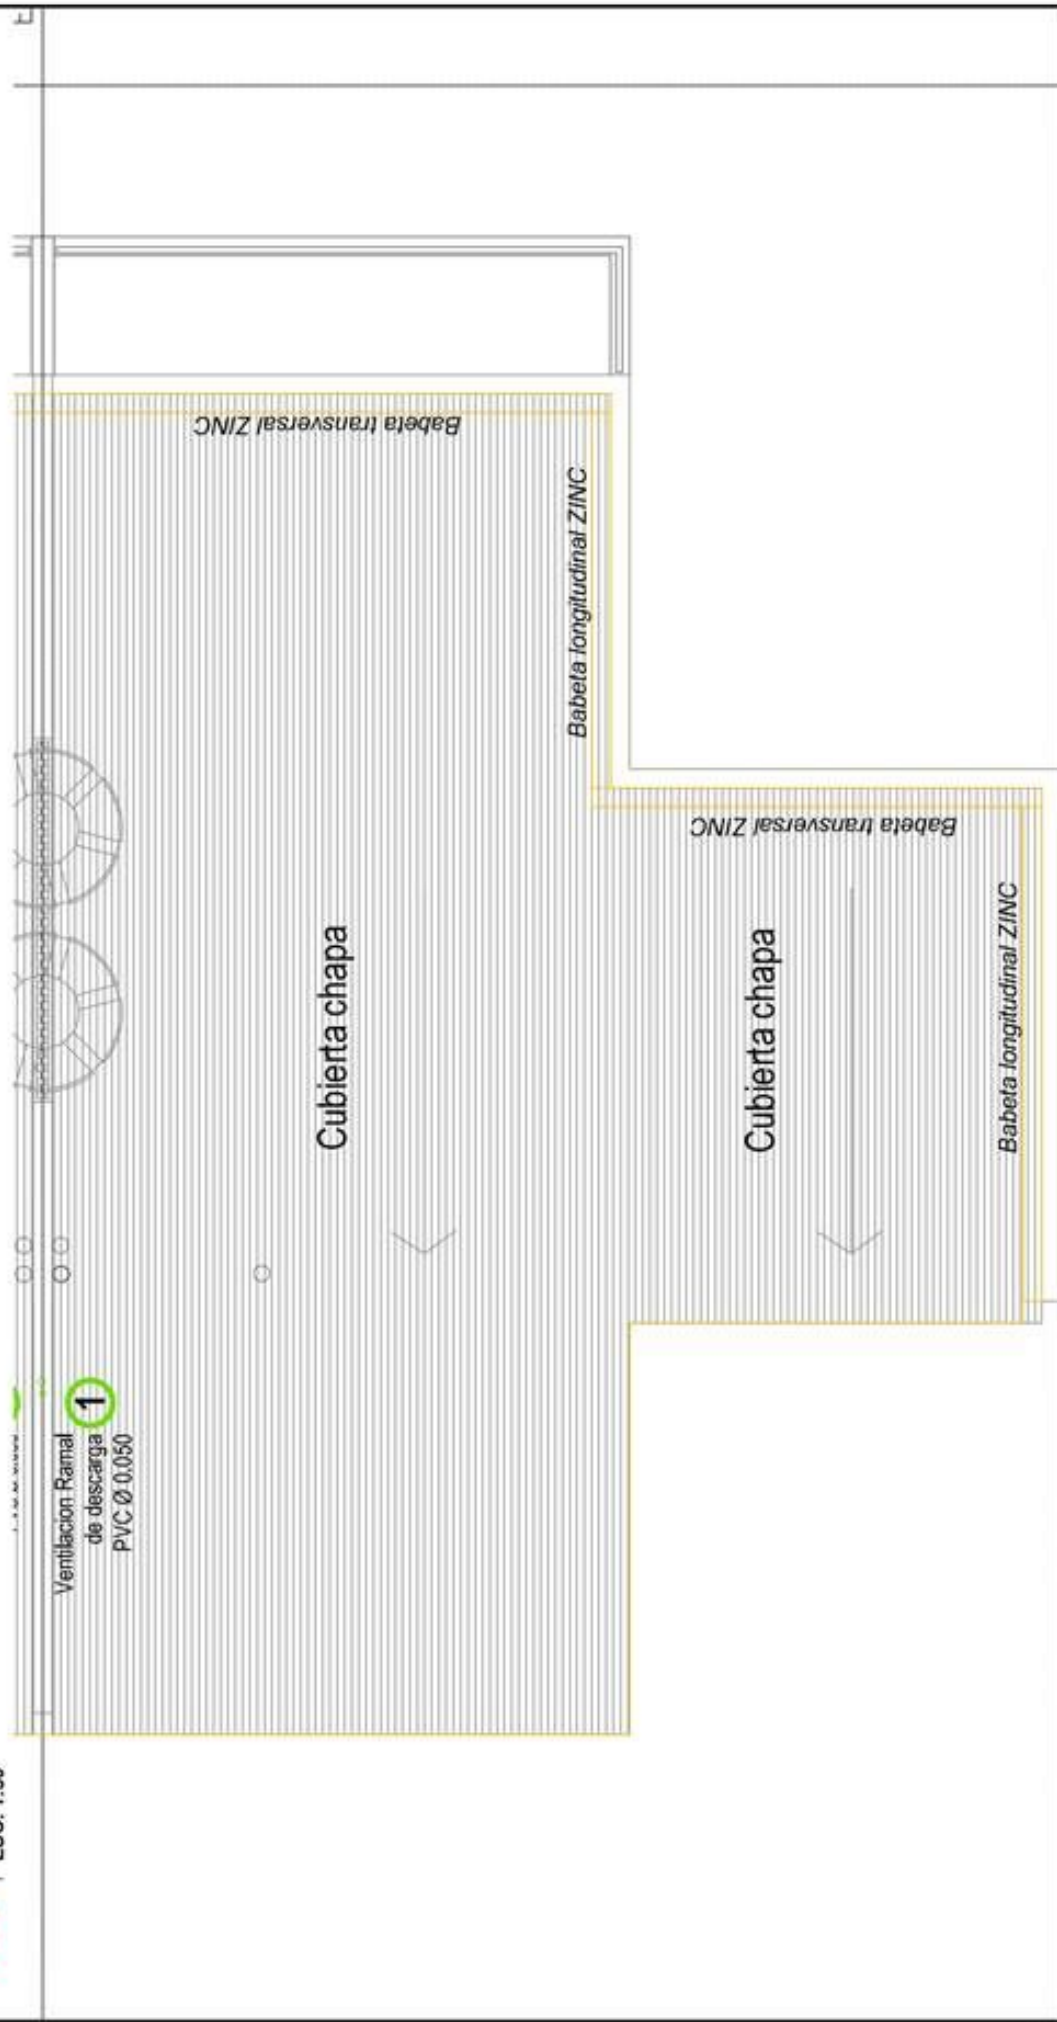 Babeta transversal ZINC
Babeta longitudinal ZINC
Babeta transversal ZINC
Babeta longitudinal ZINC
Cubierta chapa
Cubierta chapa
1
Ventilacion Ramal
de descarga
PVC Ø 0.050